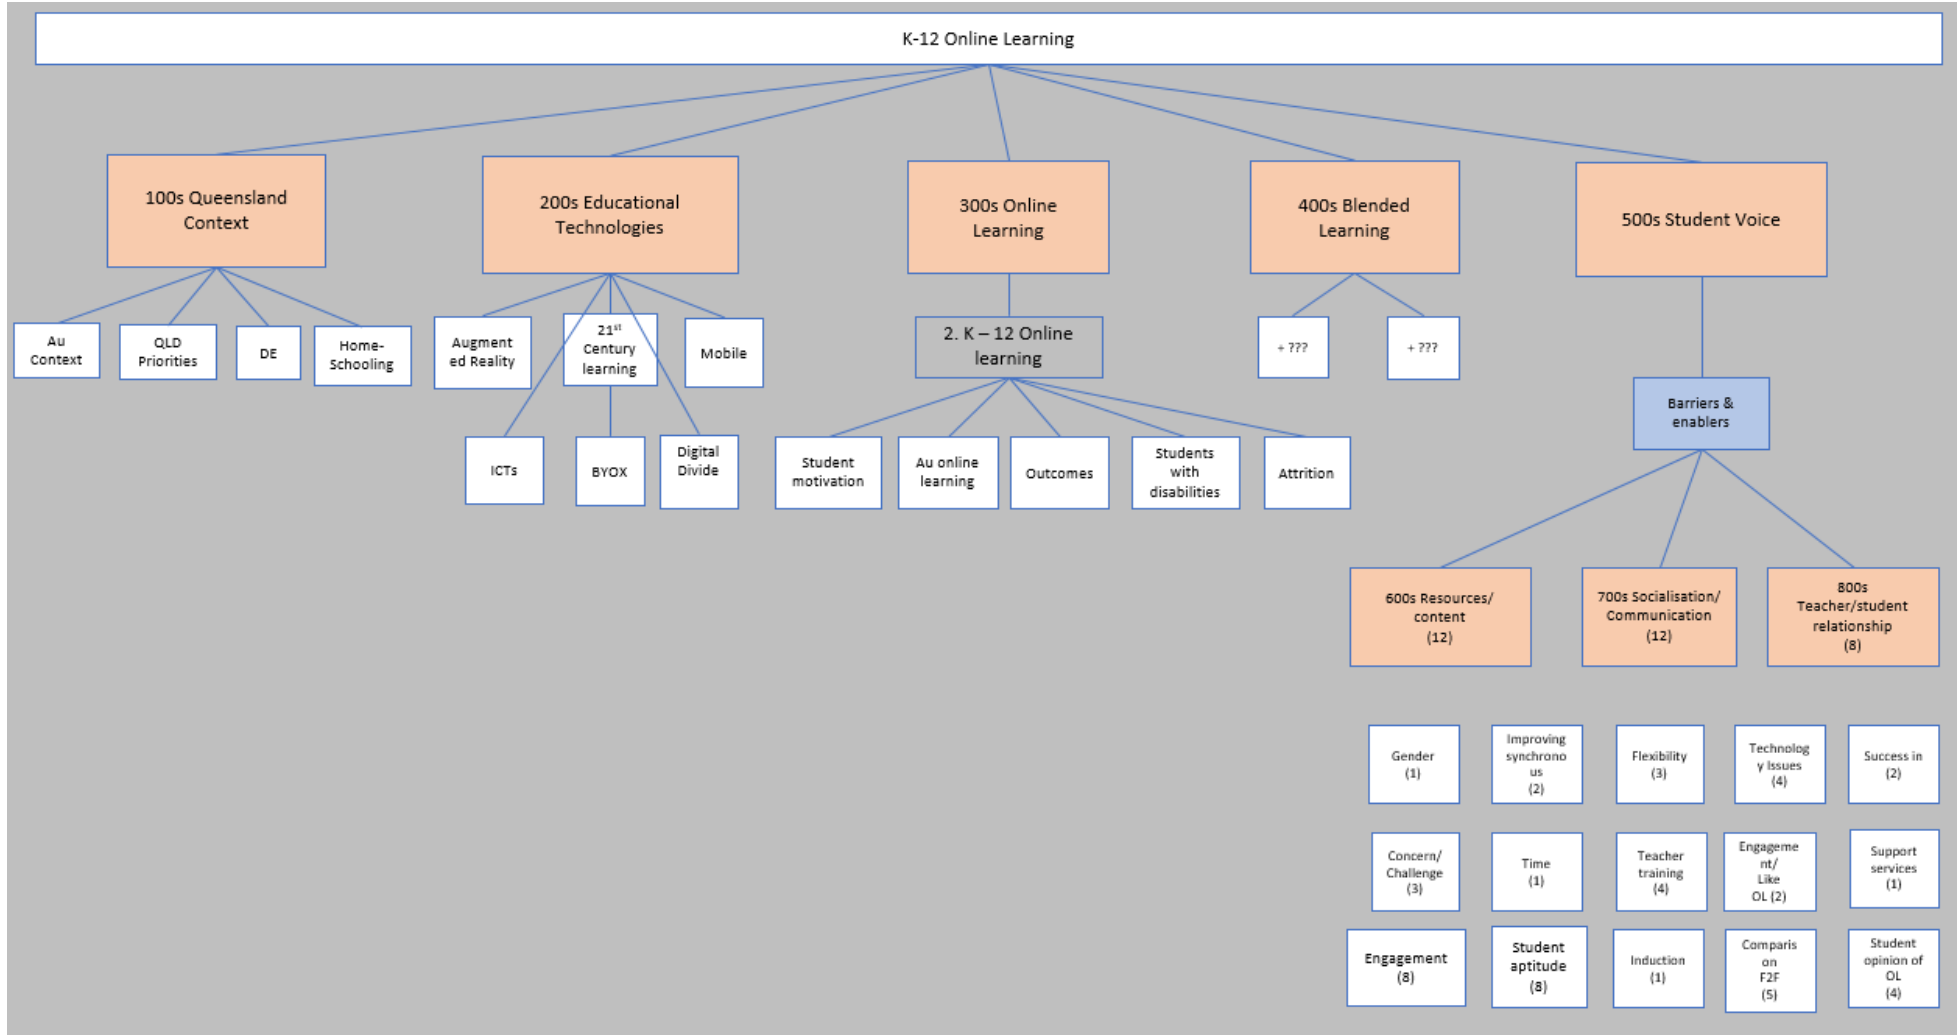 K-12 Online Learning
100s Queensland
Context
200s Educational
Technologies
300s Online
Learning
400s Blended
Learning
500s Student Voice
Au
Context
QLD
Priorities
DE
Home-
Schooling
Augment
ed Reality
21st
Century
learning
Mobile
2. K – 12 Online
learning
+ ???
+ ???
Barriers &
enablers
ICTs
BYOX
Digital
Divide
Student
motivation
Au online
learning
Outcomes
Students
with
disabilities
Attrition
600s Resources/
content
(12)
700s Socialisation/
Communication
(12)
800s
Teacher/student
relationship
(8)
Gender
(1)
Improving
synchrono
us
(2)
Flexibility
(3)
Technolog
y Issues
(4)
Success in
(2)
Concern/
Challenge
(3)
Time
(1)
Teacher
training
(4)
Engageme
nt/
Like
OL (2)
Support
services
(1)
Engagement
(8)
Student
aptitude
(8)
Induction
(1)
Comparis
on
F2F
(5)
Student
opinion of
OL
(4)